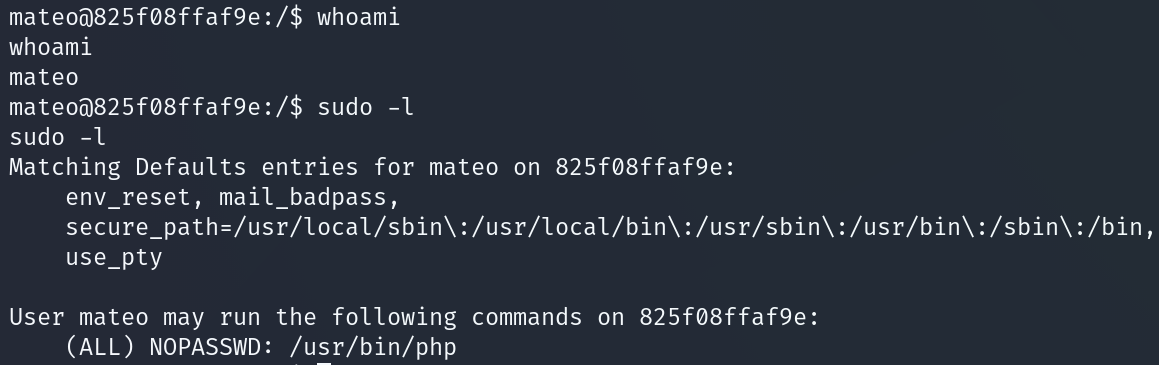 mateo@825f08ffaf9e:/$ whoami
whoami
mateo
mateo@825f08ffaf9e:/$ sudo -l
sudo -l
Matching Defaults entries for mateo on 825f08ffaf9e:
    env_reset, mail_badpass,
    secure_path=/usr/local/sbin\:/usr/local/bin\:/usr/sbin\:/usr/bin\:/sbin\:/bin,
    use_pty

User mateo may run the following commands on 825f08ffaf9e:
    (ALL) NOPASSWD: /usr/bin/php